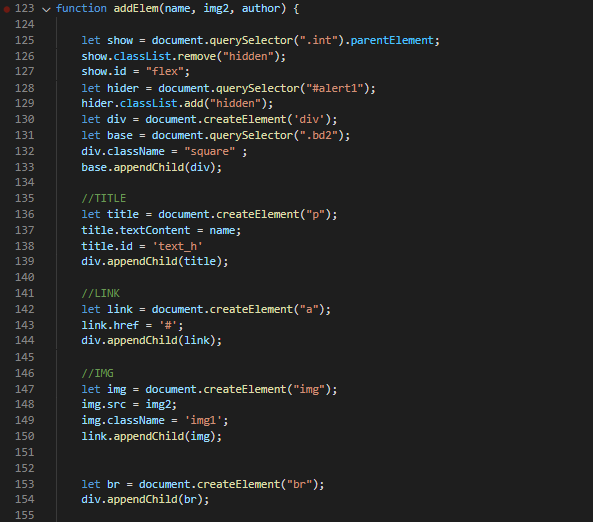 123 function addElem(name, img2, author) {
124
125 let show = document.querySelector(".int").parentElement;
126 show.classList.remove("hidden");
127 show.id = "flex";
128 let hider = document.querySelector("#alert1");
129 hider.classList.add("hidden");
130 let div = document.createElement('div');
131 let base = document.querySelector(".bd2");
132 div.className = "square" ;
133 base.appendChild(div);
134
135 //TITLE
136 let title = document.createElement("p");
137 title.textContent = name;
138 title.id = 'text_h'
139 div.appendChild(title);
140
141 //LINK
142 let link = document.createElement("a");
143 link.href = '#';
144 div.appendChild(link);
145
146 //IMG
147 let img = document.createElement("img");
148 img.src = img2;
149 img.className = 'img1';
150 link.appendChild(img);
151
152
153 let br = document.createElement("br");
154 div.appendChild(br);
155